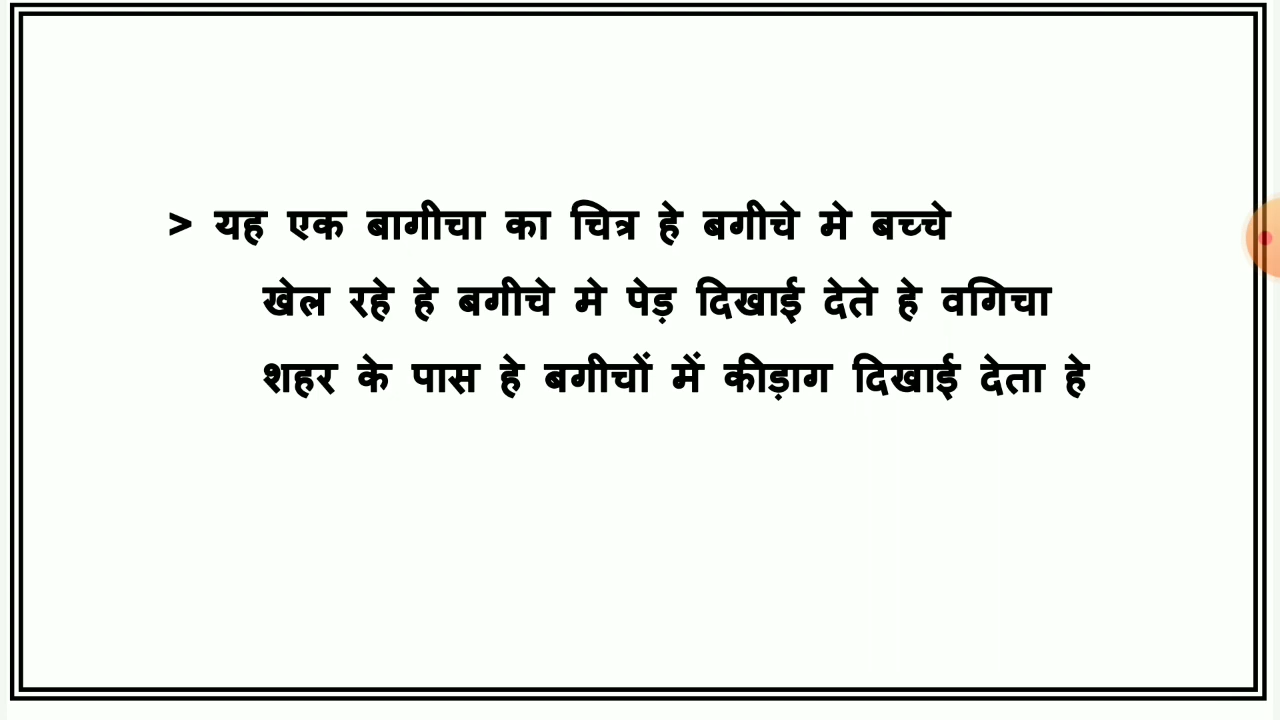 > यह एक बागीचा का चित्र हे बगीचे मे बच्चे
खेल रहे हे बगीचे मे पेड़ दिखाई देते हे वगिचा
शहर के पास हे बगीचों में कीड़ाग दिखाई देता हे